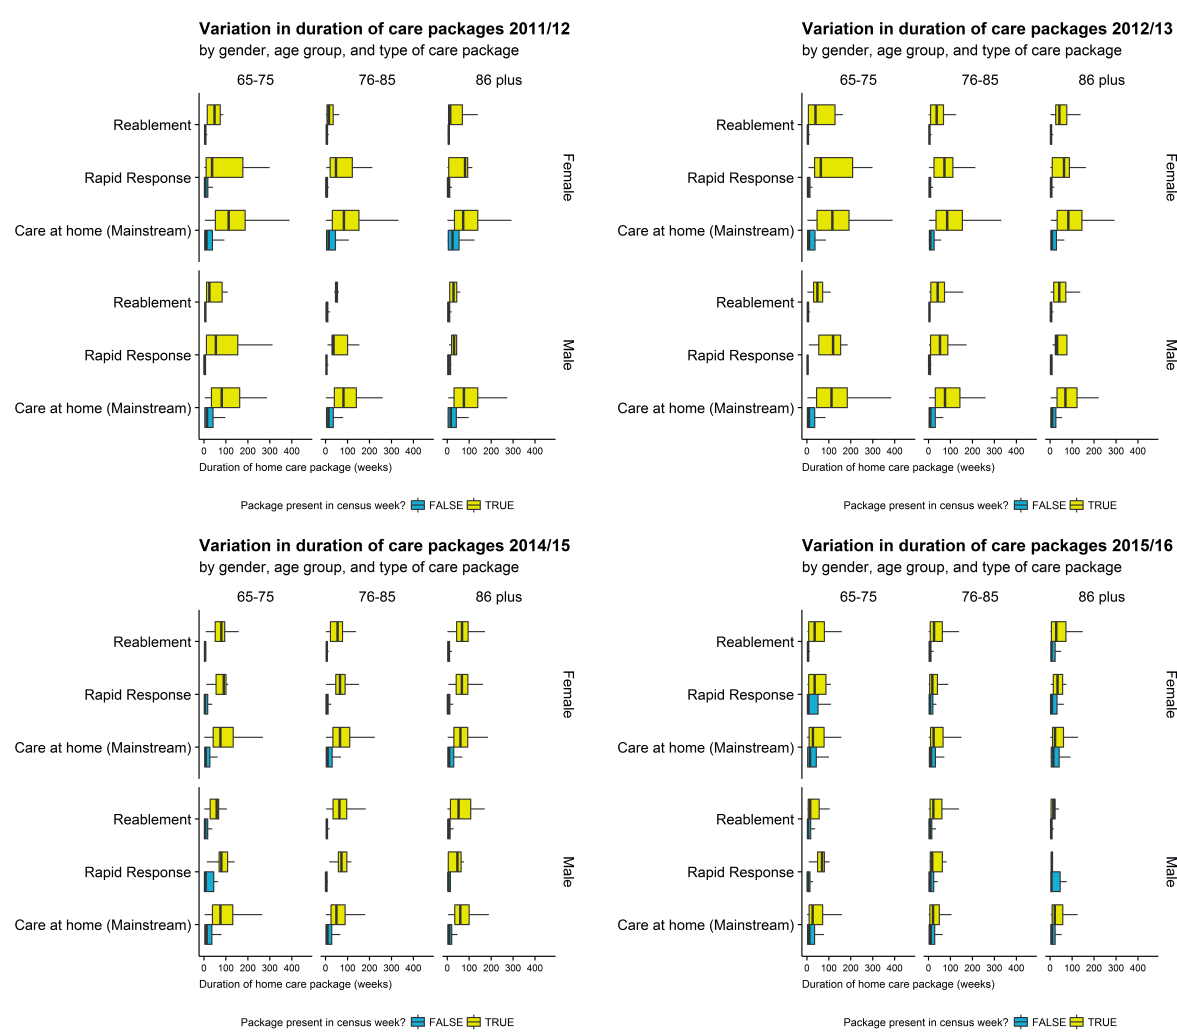 Variation in duration of care packages 2011/12
by gender, age group, and type of care package
65-75 76-85 86 plus
Reablement
Rapid Response
Care at home (Mainstream)
Female
Reablement
Rapid Response
Care at home (Mainstream)
Male
0 100 200 300 400 0 100 200 300 400 0 100 200 300 400
Duration of home care package (weeks)
Package present in census week? FALSE TRUE
Variation in duration of care packages 2012/13
by gender, age group, and type of care package
65-75 76-85 86 plus
Reablement
Rapid Response
Care at home (Mainstream)
Female
Reablement
Rapid Response
Care at home (Mainstream)
Male
0 100 200 300 400 0 100 200 300 400 0 100 200 300 400
Duration of home care package (weeks)
Package present in census week? FALSE TRUE
Variation in duration of care packages 2014/15
by gender, age group, and type of care package
65-75 76-85 86 plus
Reablement
Rapid Response
Care at home (Mainstream)
Female
Reablement
Rapid Response
Care at home (Mainstream)
Male
0 100 200 300 400 0 100 200 300 400 0 100 200 300 400
Duration of home care package (weeks)
Package present in census week? FALSE TRUE
Variation in duration of care packages 2015/16
by gender, age group, and type of care package
65-75 76-85 86 plus
Reablement
Rapid Response
Care at home (Mainstream)
Female
Reablement
Rapid Response
Care at home (Mainstream)
Male
0 100 200 300 400 0 100 200 300 400 0 100 200 300 400
Duration of home care package (weeks)
Package present in census week? FALSE TRUE